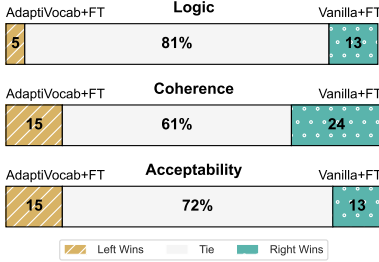 Logic
AdaptiVocab+FT Vanilla+FT
5 81% 13
Coherence
AdaptiVocab+FT Vanilla+FT
15 61% 24
Acceptability
AdaptiVocab+FT Vanilla+FT
15 72% 13
Left Wins Tie Right Wins